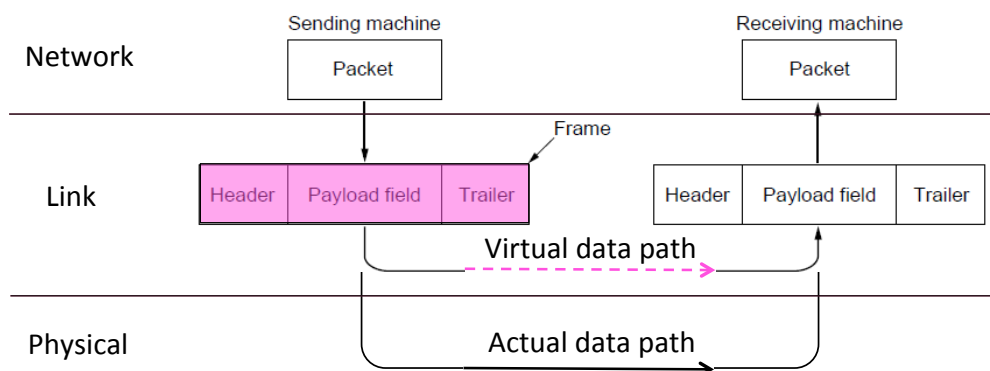 Sending machine
Receiving machine
Network
Packet
Packet
Frame
Link
Header
Payload field
Trailer
Header
Payload field
Trailer
Virtual data path
Physical
Actual data path